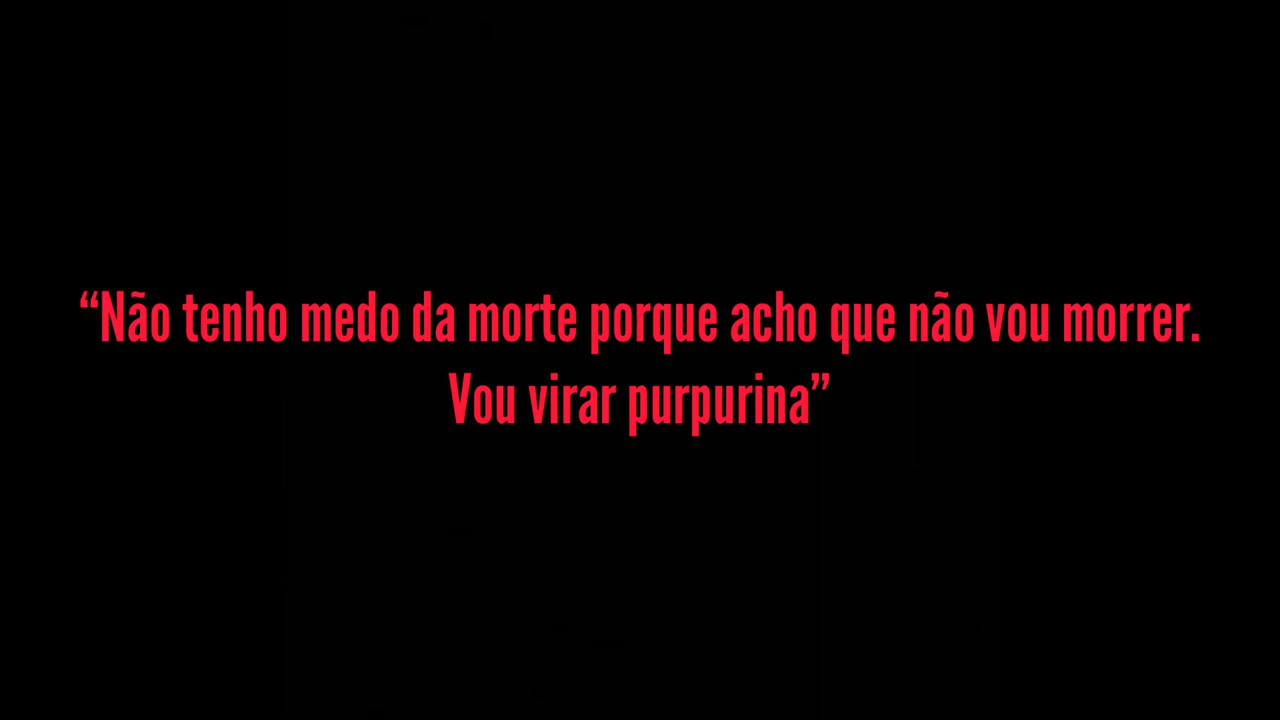 “Não tenho medo da morte porque acho que não vou morrer.
Vou virar purpurina”